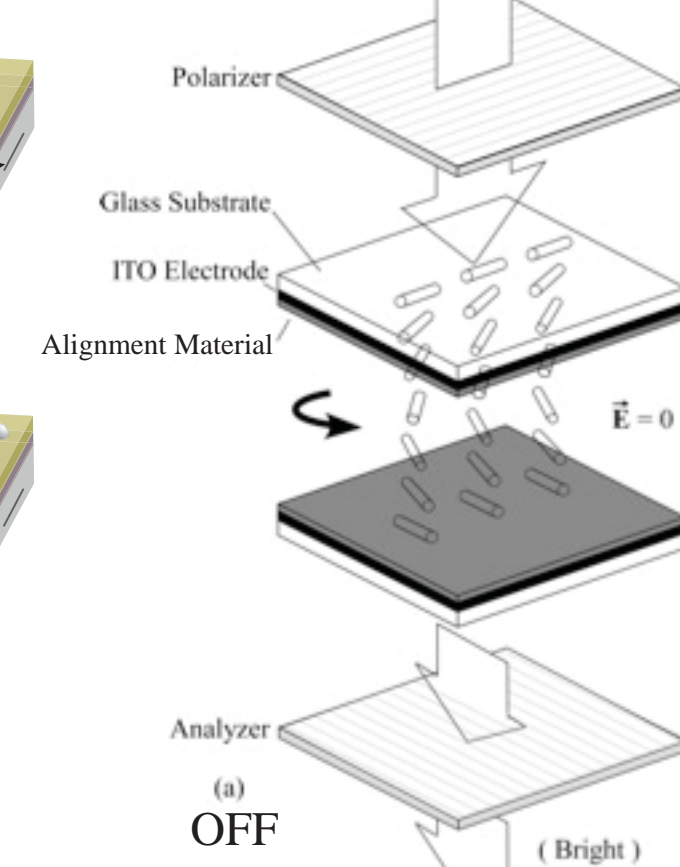 Polarizer
Glass Substrate
ITO Electrode
Alignment Material
E⃗ = 0
Analyzer
(a)
OFF
( Bright )